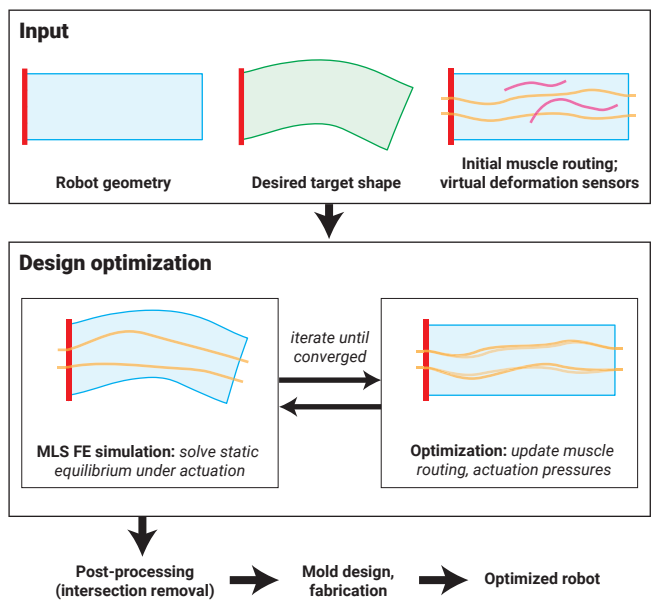 Input
Robot geometry
Desired target shape
Initial muscle routing;
virtual deformation sensors
Design optimization
iterate until
converged
MLS FE simulation: solve static
equilibrium under actuation
Optimization: update muscle
routing, actuation pressures
Post-processing
(intersection removal)
Mold design,
fabrication
Optimized robot